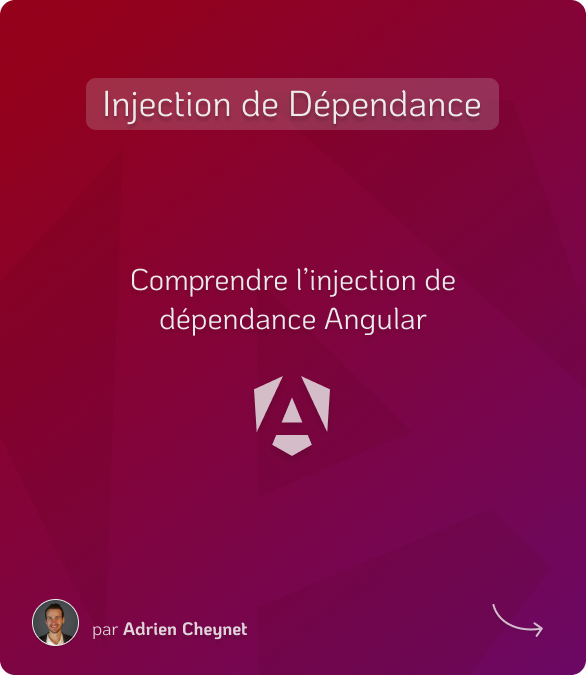 Injection de Dépendance
Comprendre l’injection de
dépendance Angular
par Adrien Cheynet